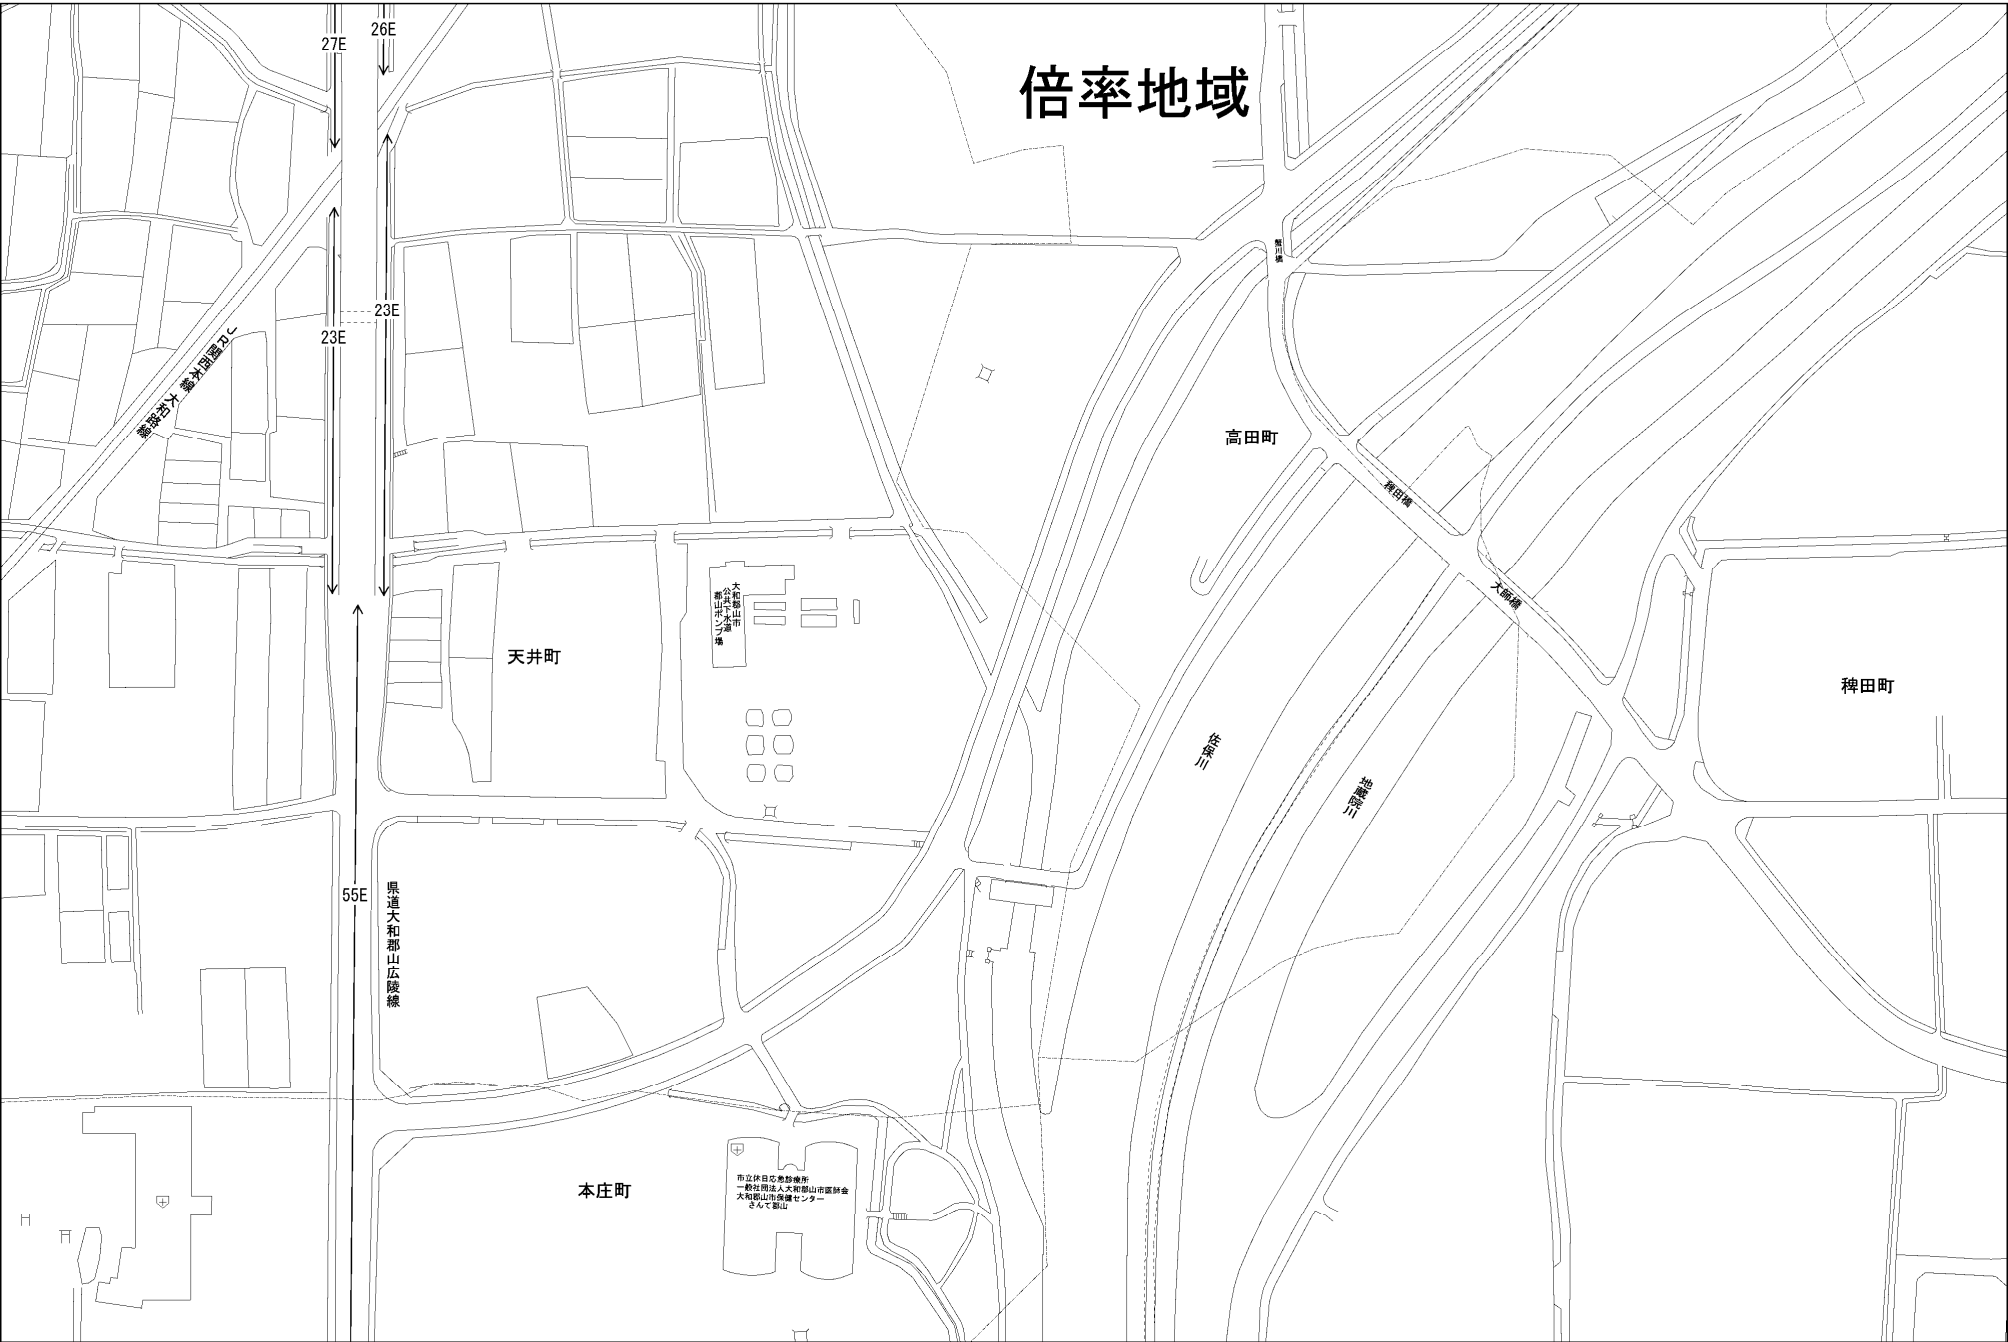 27E
26E
倍率地域
蟹川橋
23E
23E
JR関西本線 大和路線
高田町
稗田橋
大師橋
大和郡山市
公共下水道
郡山ポンプ場
天井町
稗田町
佐保川
地蔵院川
55E
県道大和郡山広陵線
本庄町
市立休日応急診療所
一般社団法人大和郡山市医師会
大和郡山市保健センター
さんて郡山